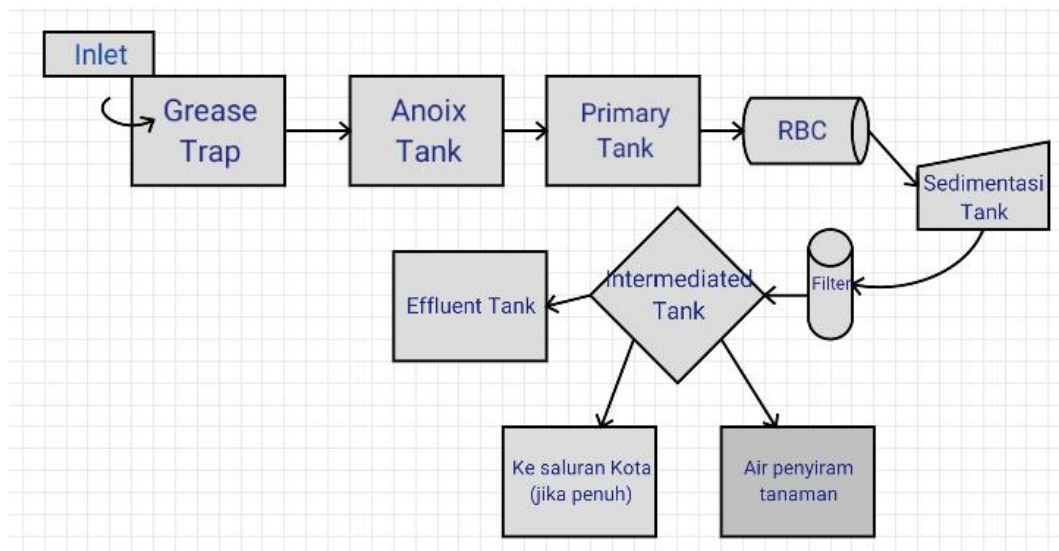 Inlet
Grease
Trap
Anoix
Tank
Primary
Tank
RBC
Sedimentasi
Tank
Filter
Intermediated
Tank
Effluent Tank
Ke saluran Kota
(jika penuh)
Air penyiram
tanaman